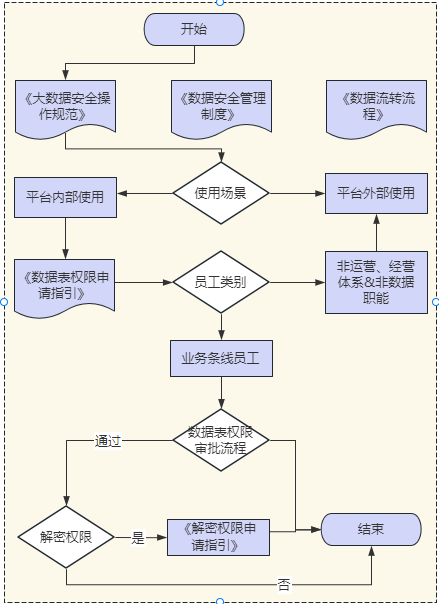 开始
《大数据安全操
作规范》
《数据安全管理
制度》
《数据流转流
程》
使用场景
平台内部使用
平台外部使用
《数据表权限申
请指引》
员工类别
非运营、经营
体系&非数据
职能
业务条线员工
数据表权限
审批流程
通过
解密权限
是
《解密权限申
请指引》
结束
否